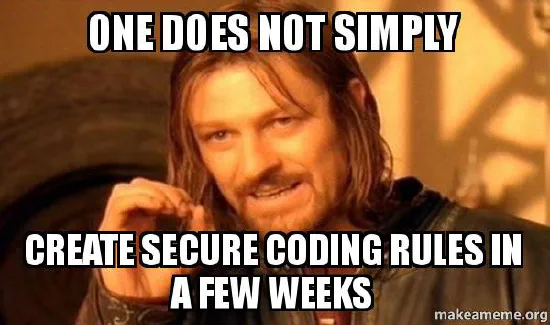 ONE DOES NOT SIMPLY
CREATE SECURE CODING RULES IN
A FEW WEEKS
makeameme.org